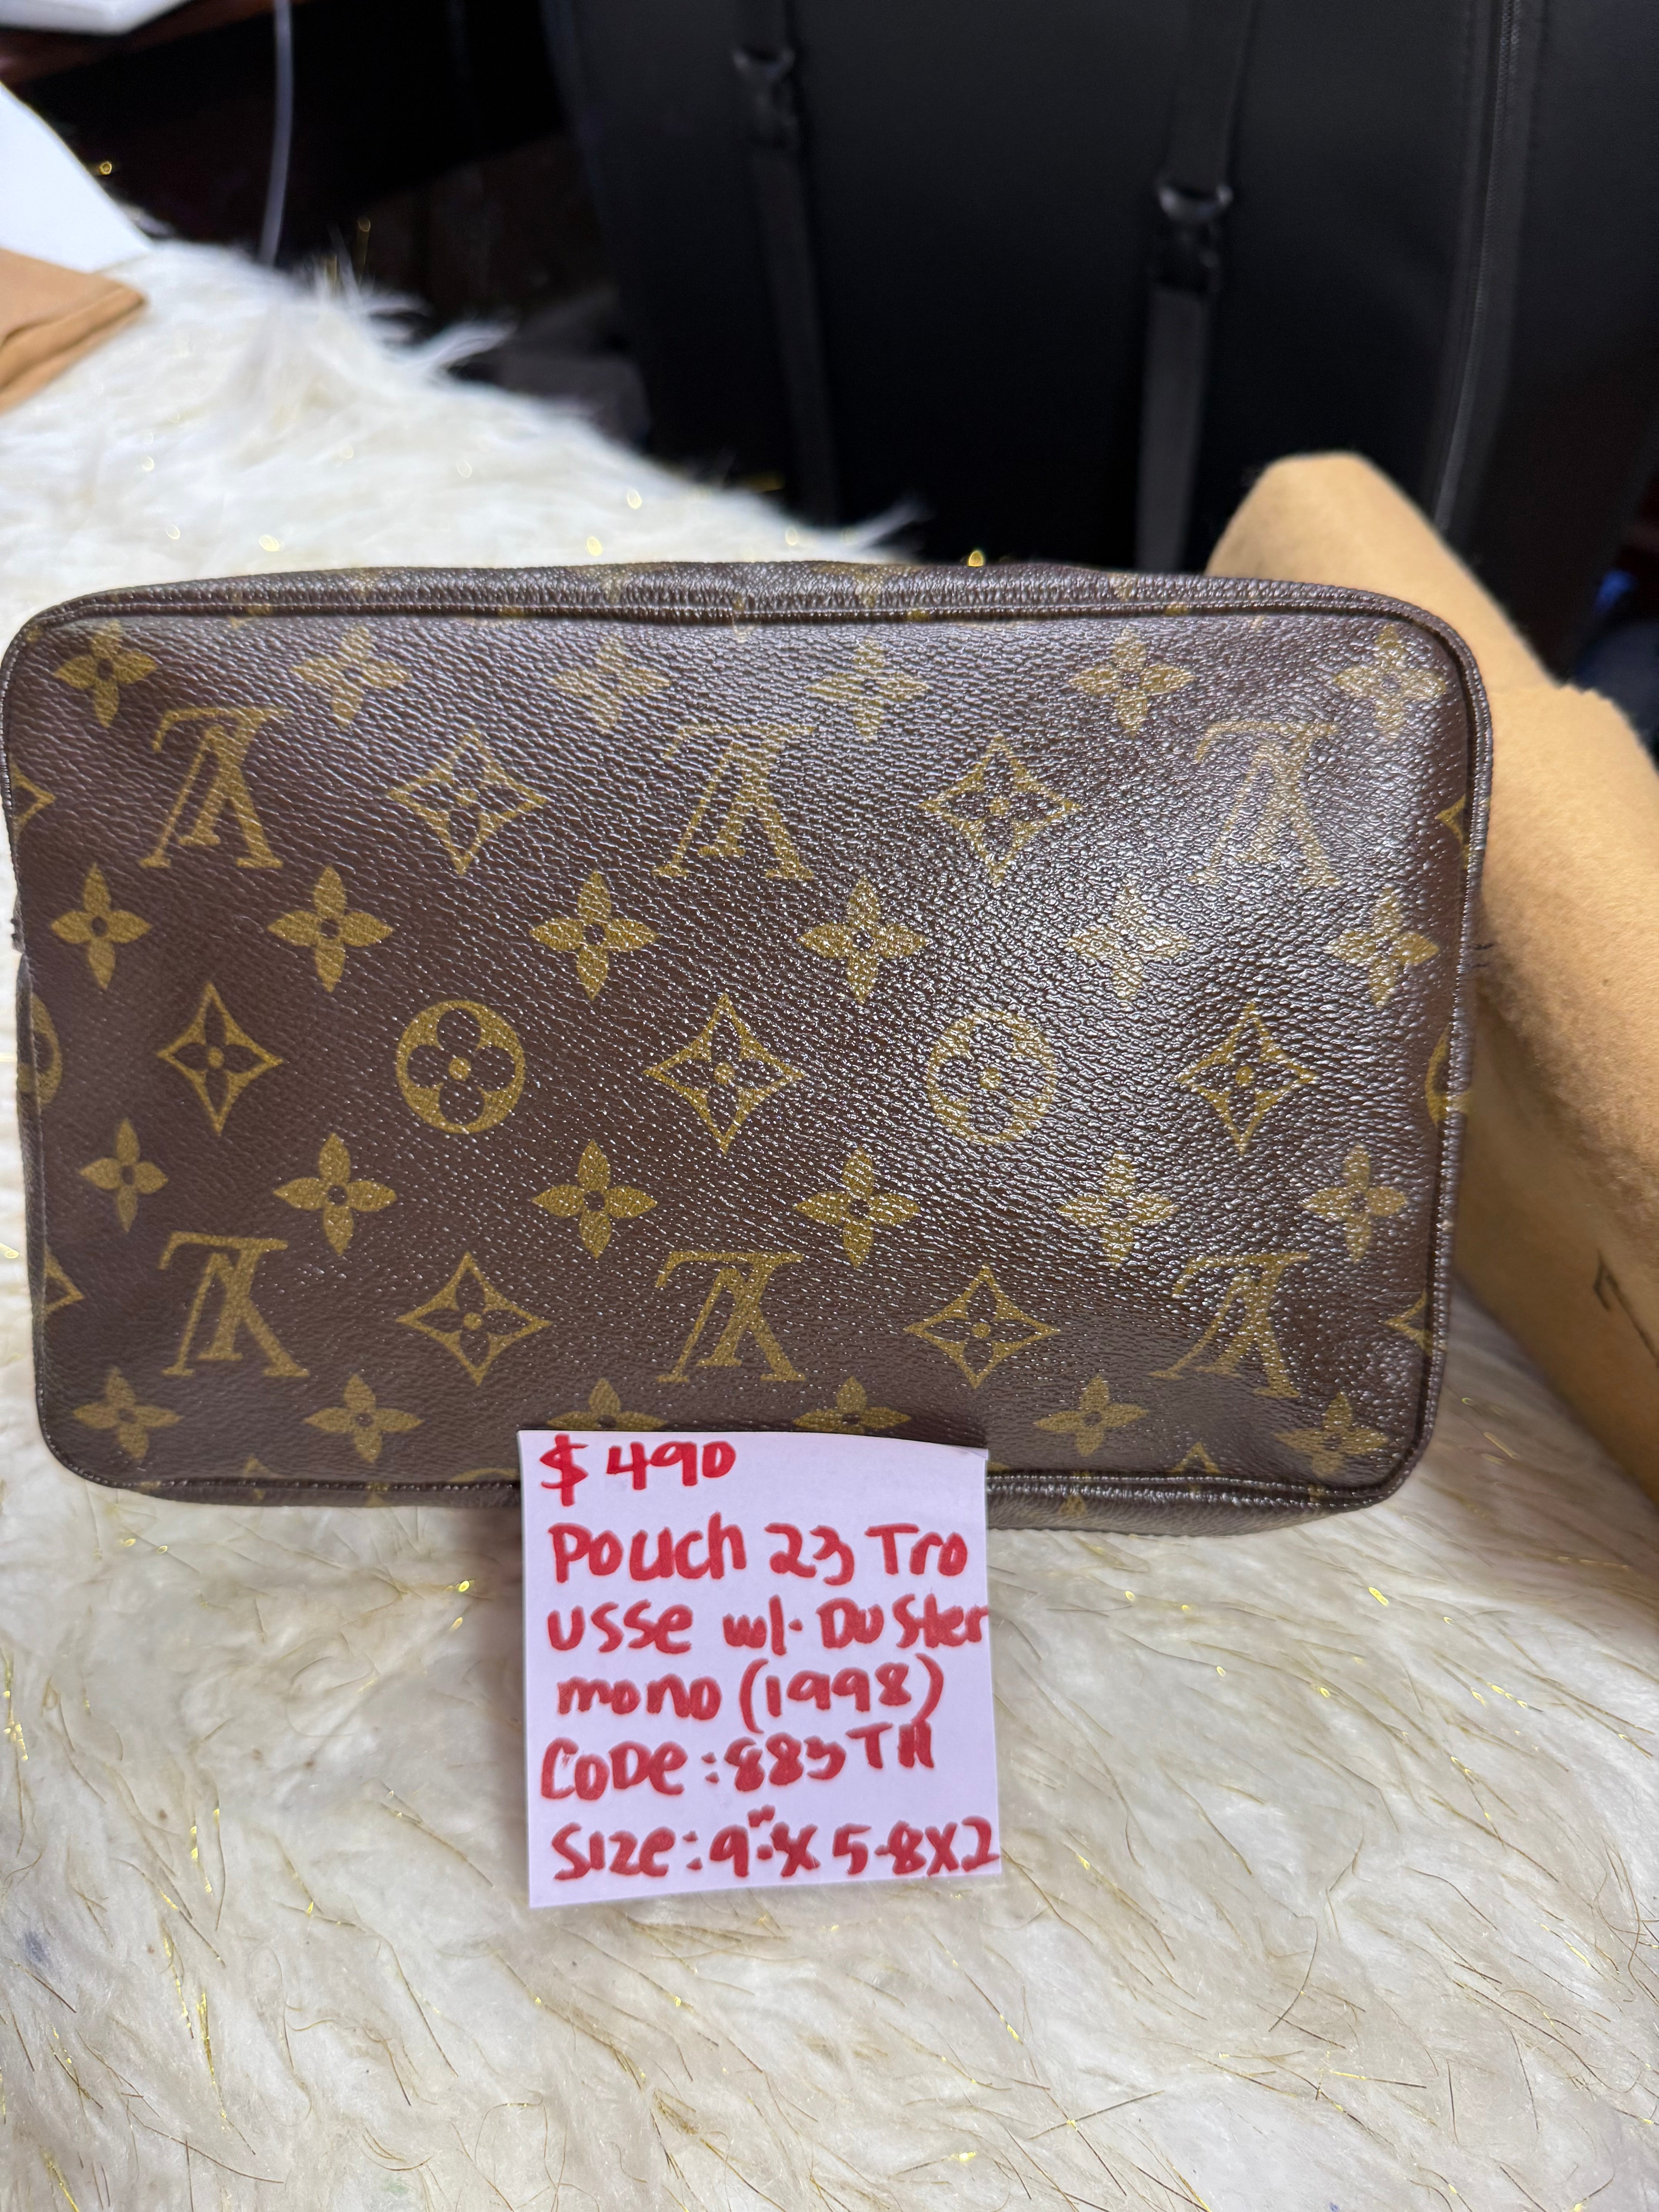 $490
Pouch 23 Tro
usse w/. Duster
mono (1998)
Code: 883TH
Size: 9"x 5-8x2